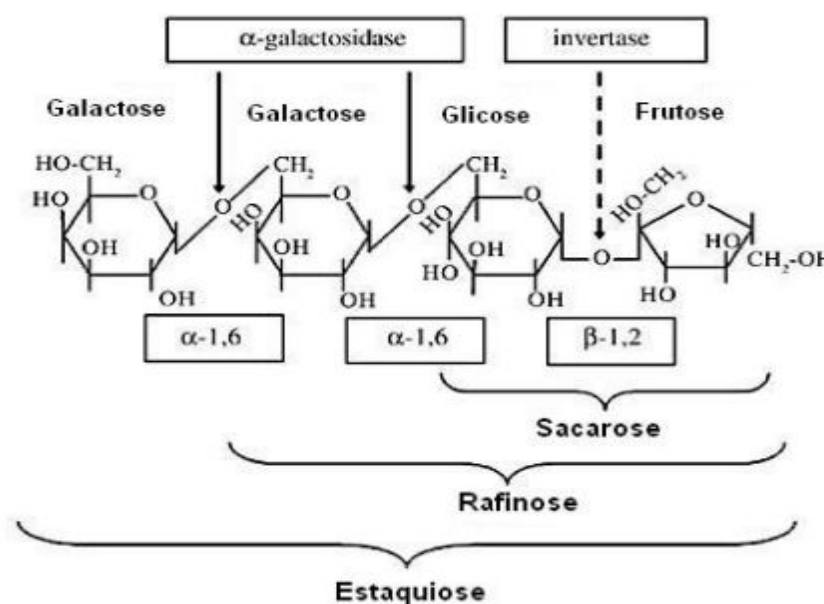 α-galactosidase
invertase
Galactose
Galactose
Glicose
Frutose
HO-CH₂
CH₂
CH₂
HO-CH₂
O
O
O
O
HO
O
HO
O
HO
O
OH
OH
HO
OH
HO
CH₂-OH
OH
OH
OH
HO
α-1,6
α-1,6
β-1,2
Sacarose
Rafinose
Estaquiose